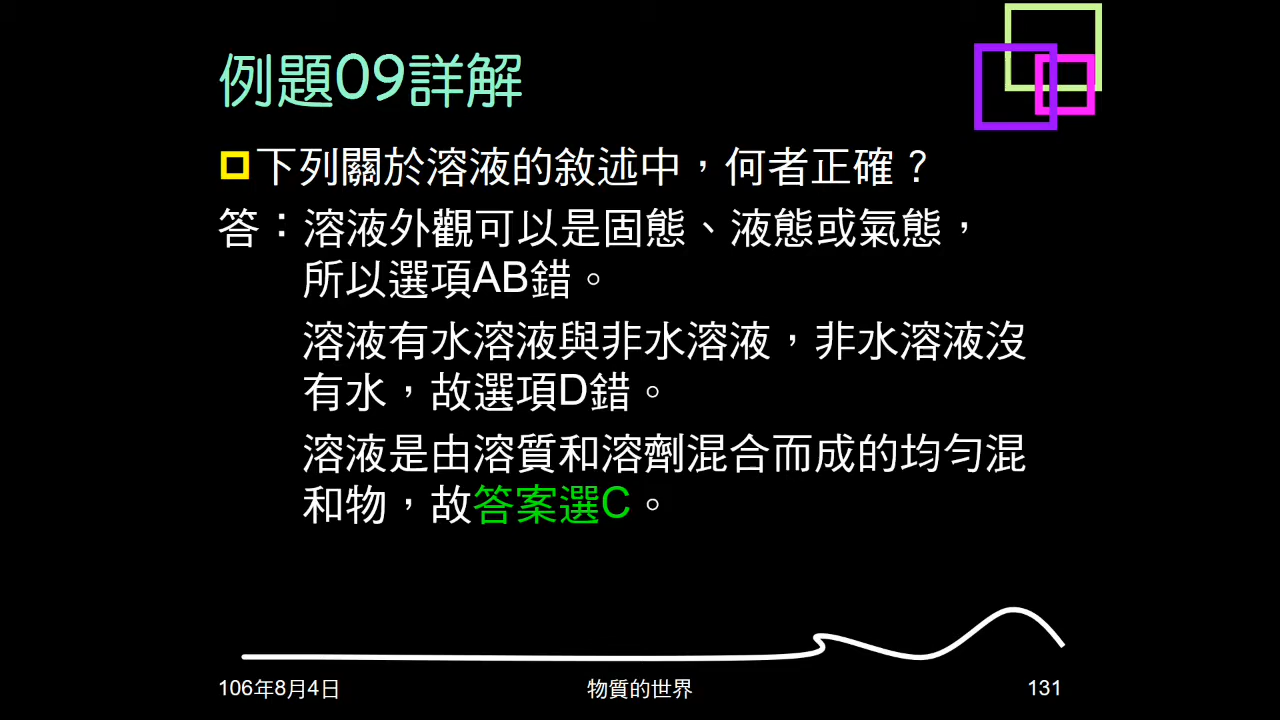 例題09詳解
下列關於溶液的敘述中，何者正確？
答：溶液外觀可以是固態、液態或氣態，
所以選項AB錯。
溶液有水溶液與非水溶液，非水溶液沒
有水，故選項D錯。
溶液是由溶質和溶劑混合而成的均勻混
和物，故答案選C。
106年8月4日
物質的世界
131